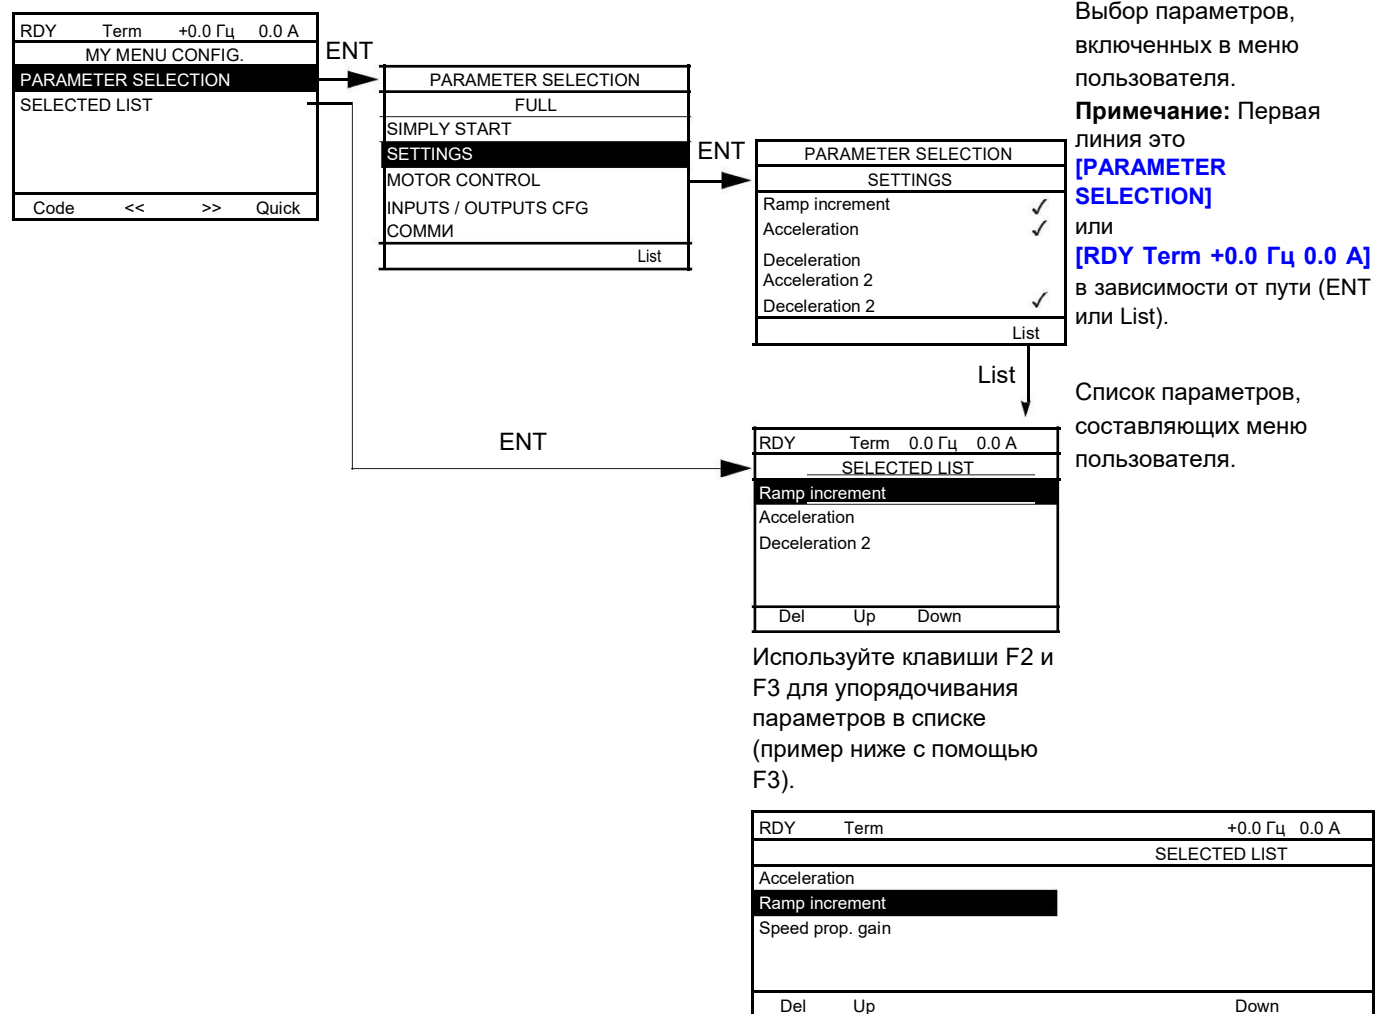 RDY Term +0.0 Гц 0.0 A
MY MENU CONFIG.
PARAMETER SELECTION
SELECTED LIST
Code << >> Quick
ENT
PARAMETER SELECTION
FULL
SIMPLY START
SETTINGS
MOTOR CONTROL
INPUTS / OUTPUTS CFG
COMMИ
List
ENT
PARAMETER SELECTION
SETTINGS
Ramp increment ✓
Acceleration ✓
Deceleration
Acceleration 2
Deceleration 2 ✓
List
Выбор параметров,
включенных в меню
пользователя.
Примечание: Первая
линия это
[PARAMETER
SELECTION]
или
[RDY Term +0.0 Гц 0.0 A]
в зависимости от пути (ENT
или List).
List
ENT
RDY Term 0.0 Гц 0.0 A
SELECTED LIST
Ramp increment
Acceleration
Deceleration 2
Del Up Down
Список параметров,
составляющих меню
пользователя.
Используйте клавиши F2 и
F3 для упорядочивания
параметров в списке
(пример ниже с помощью
F3).
RDY Term +0.0 Гц 0.0 A
SELECTED LIST
Acceleration
Ramp increment
Speed prop. gain
Del Up Down